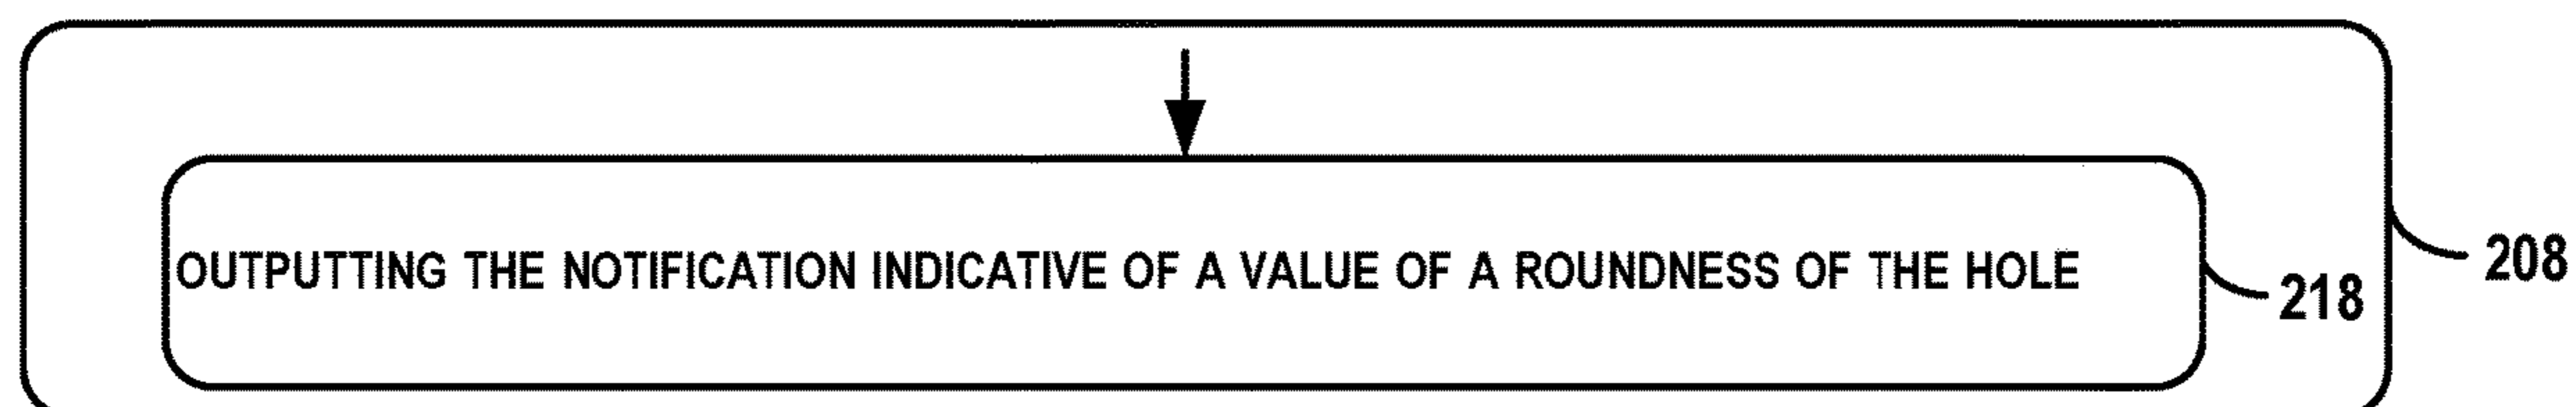 OUTPUTTING THE NOTIFICATION INDICATIVE OF A VALUE OF A ROUNDNESS OF THE HOLE
218
208